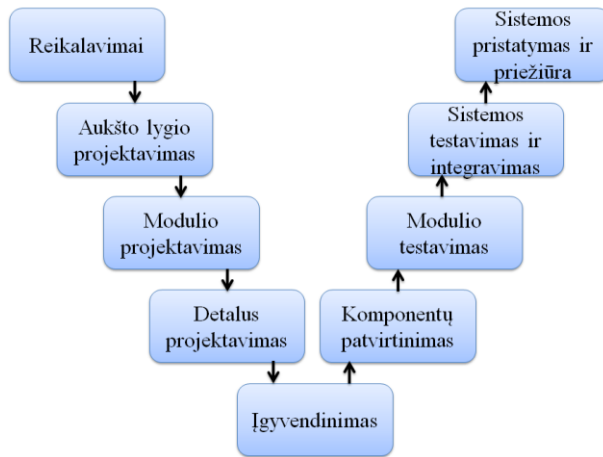 Reikalavimai
Aukšto lygio
projektavimas
Modulio
projektavimas
Detalus
projektavimas
Įgyvendinimas
Komponentų
patvirtinimas
Modulio
testavimas
Sistemos
testavimas ir
integravimas
Sistemos
pristatymas ir
priežiūra